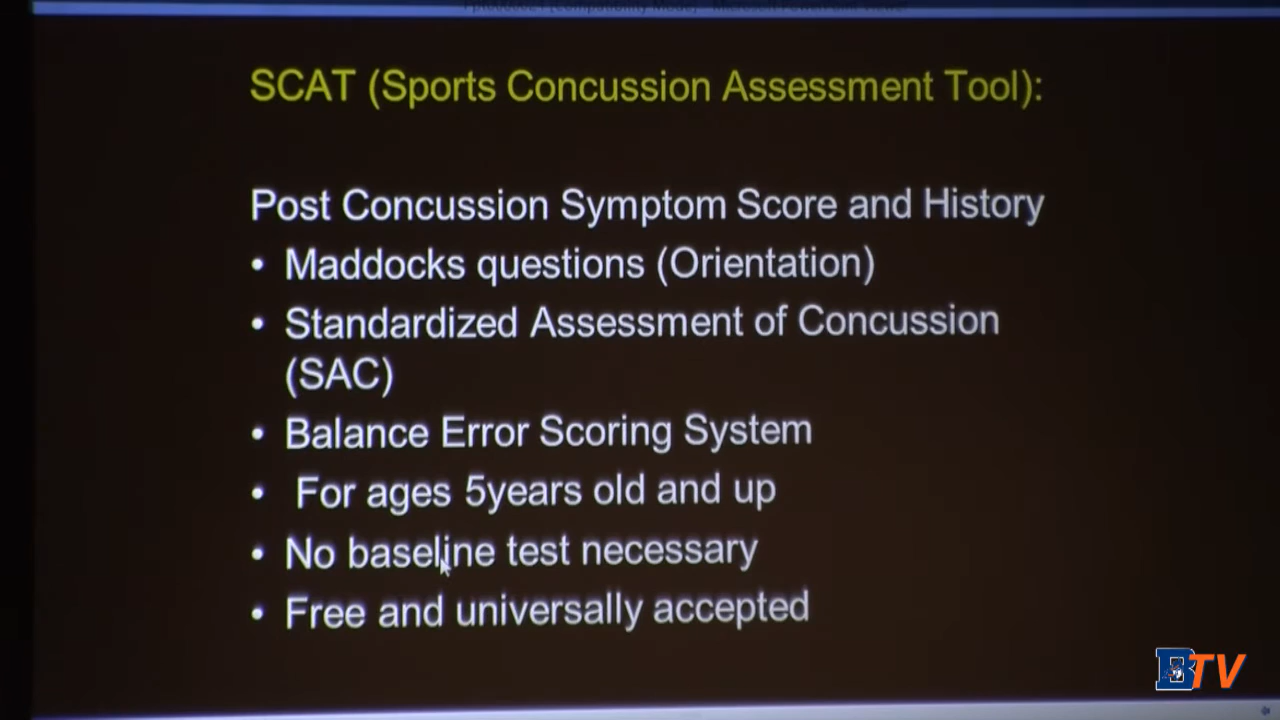 SCAT (Sports Concussion Assessment Tool):
Post Concussion Symptom Score and History
• Maddocks questions (Orientation)
• Standardized Assessment of Concussion
(SAC)
• Balance Error Scoring System
• For ages 5years old and up
• No baseline test necessary
• Free and universally accepted
BTV